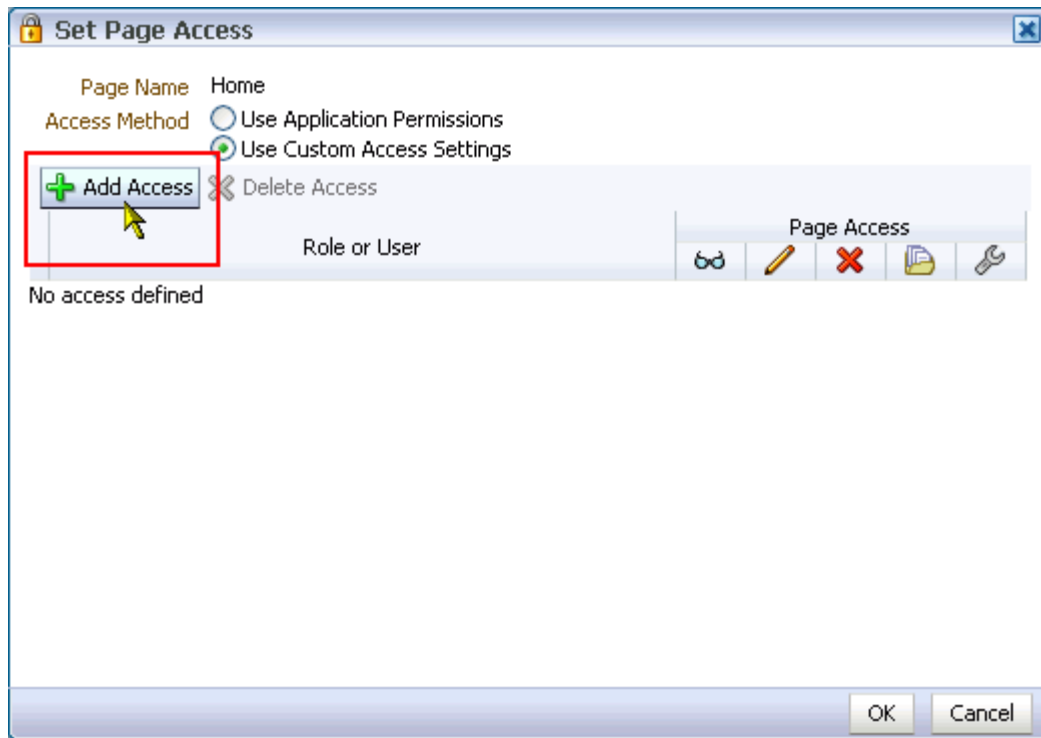 Set Page Access
Page Name Home
Access Method Use Application Permissions
Use Custom Access Settings
Add Access Delete Access
Role or User Page Access
No access defined
OK Cancel